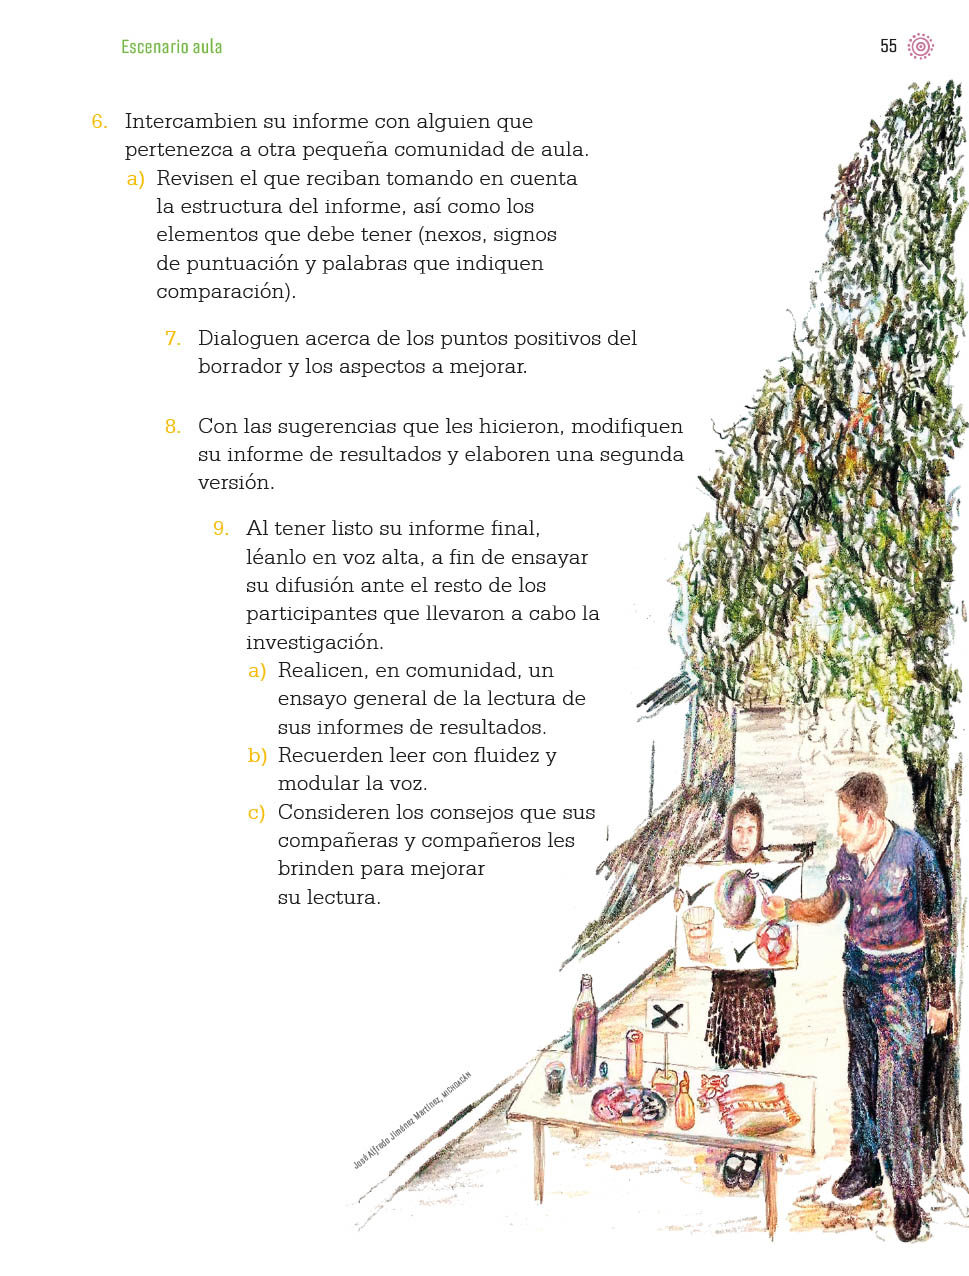 Escenario aula
55
6. Intercambien su informe con alguien que
pertenezca a otra pequeña comunidad de aula.
a) Revisen el que reciban tomando en cuenta
la estructura del informe, así como los
elementos que debe tener (nexos, signos
de puntuación y palabras que indiquen
comparación).
7. Dialoguen acerca de los puntos positivos del
borrador y los aspectos a mejorar.
8. Con las sugerencias que les hicieron, modifiquen
su informe de resultados y elaboren una segunda
versión.
9. Al tener listo su informe final,
léanlo en voz alta, a fin de ensayar
su difusión ante el resto de los
participantes que llevaron a cabo la
investigación.
a) Realicen, en comunidad, un
ensayo general de la lectura de
sus informes de resultados.
b) Recuerden leer con fluidez y
modular la voz.
c) Consideren los consejos que sus
compañeras y compañeros les
brinden para mejorar
su lectura.
José Alfredo Jiménez Martínez, MICHOACÁN